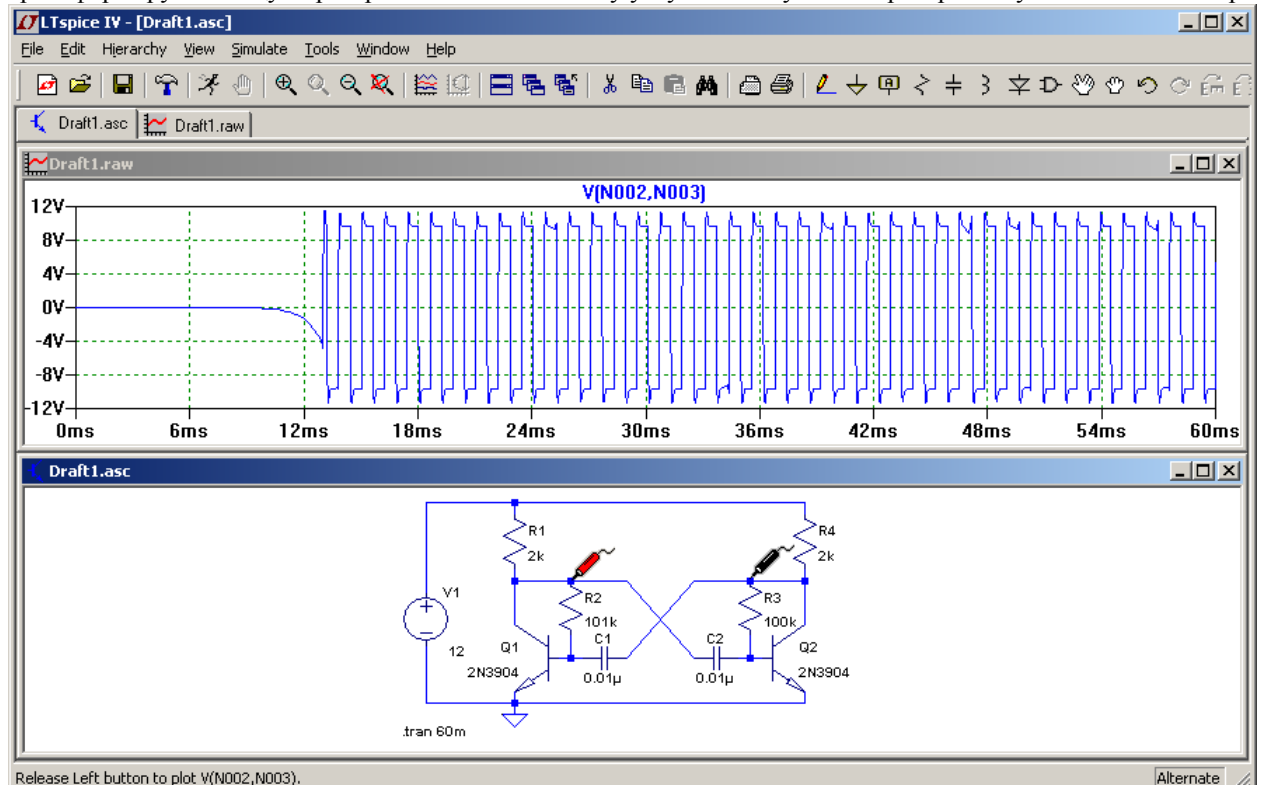 LTspice IV - [Draft1.asc]
File Edit Hierarchy View Simulate Tools Window Help
Draft1.asc Draft1.raw
Draft1.raw
V(N002,N003)
12V
8V
4V
0V
-4V
-8V
-12V
0ms 6ms 12ms 18ms 24ms 30ms 36ms 42ms 48ms 54ms 60ms
Draft1.asc
R1
2k
R4
2k
V1
12
R2
101k
R3
100k
C1
0.01µ
C2
0.01µ
Q1
2N3904
Q2
2N3904
.tran 60m
Release Left button to plot V(N002,N003).
Alternate